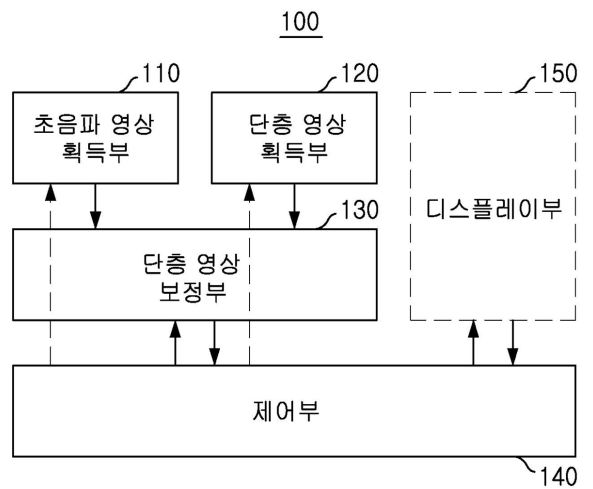 100
110
120
150
초음파 영상
획득부
단층 영상
획득부
디스플레이부
130
단층 영상
보정부
제어부
140